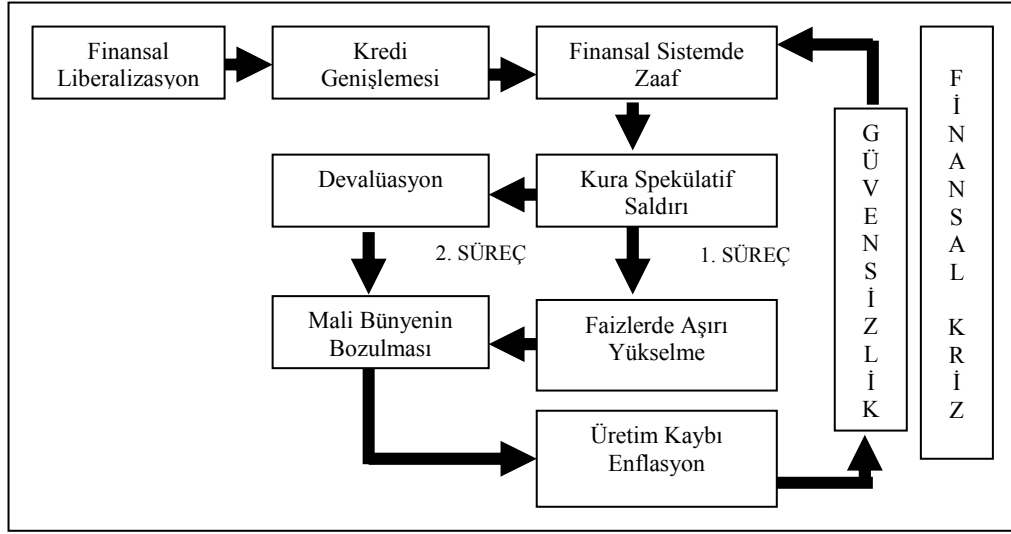 Finansal
Liberalizasyon
Kredi
Genişlemesi
Finansal Sistemde
Zaaf
Devalüasyon
Kura Spekülatif
Saldırı
2. SÜREÇ
1. SÜREÇ
Mali Bünyenin
Bozulması
Faizlerde Aşırı
Yükselme
Üretim Kaybı
Enflasyon
GÜVENSİZLİK
FİNANSAL KRİZ